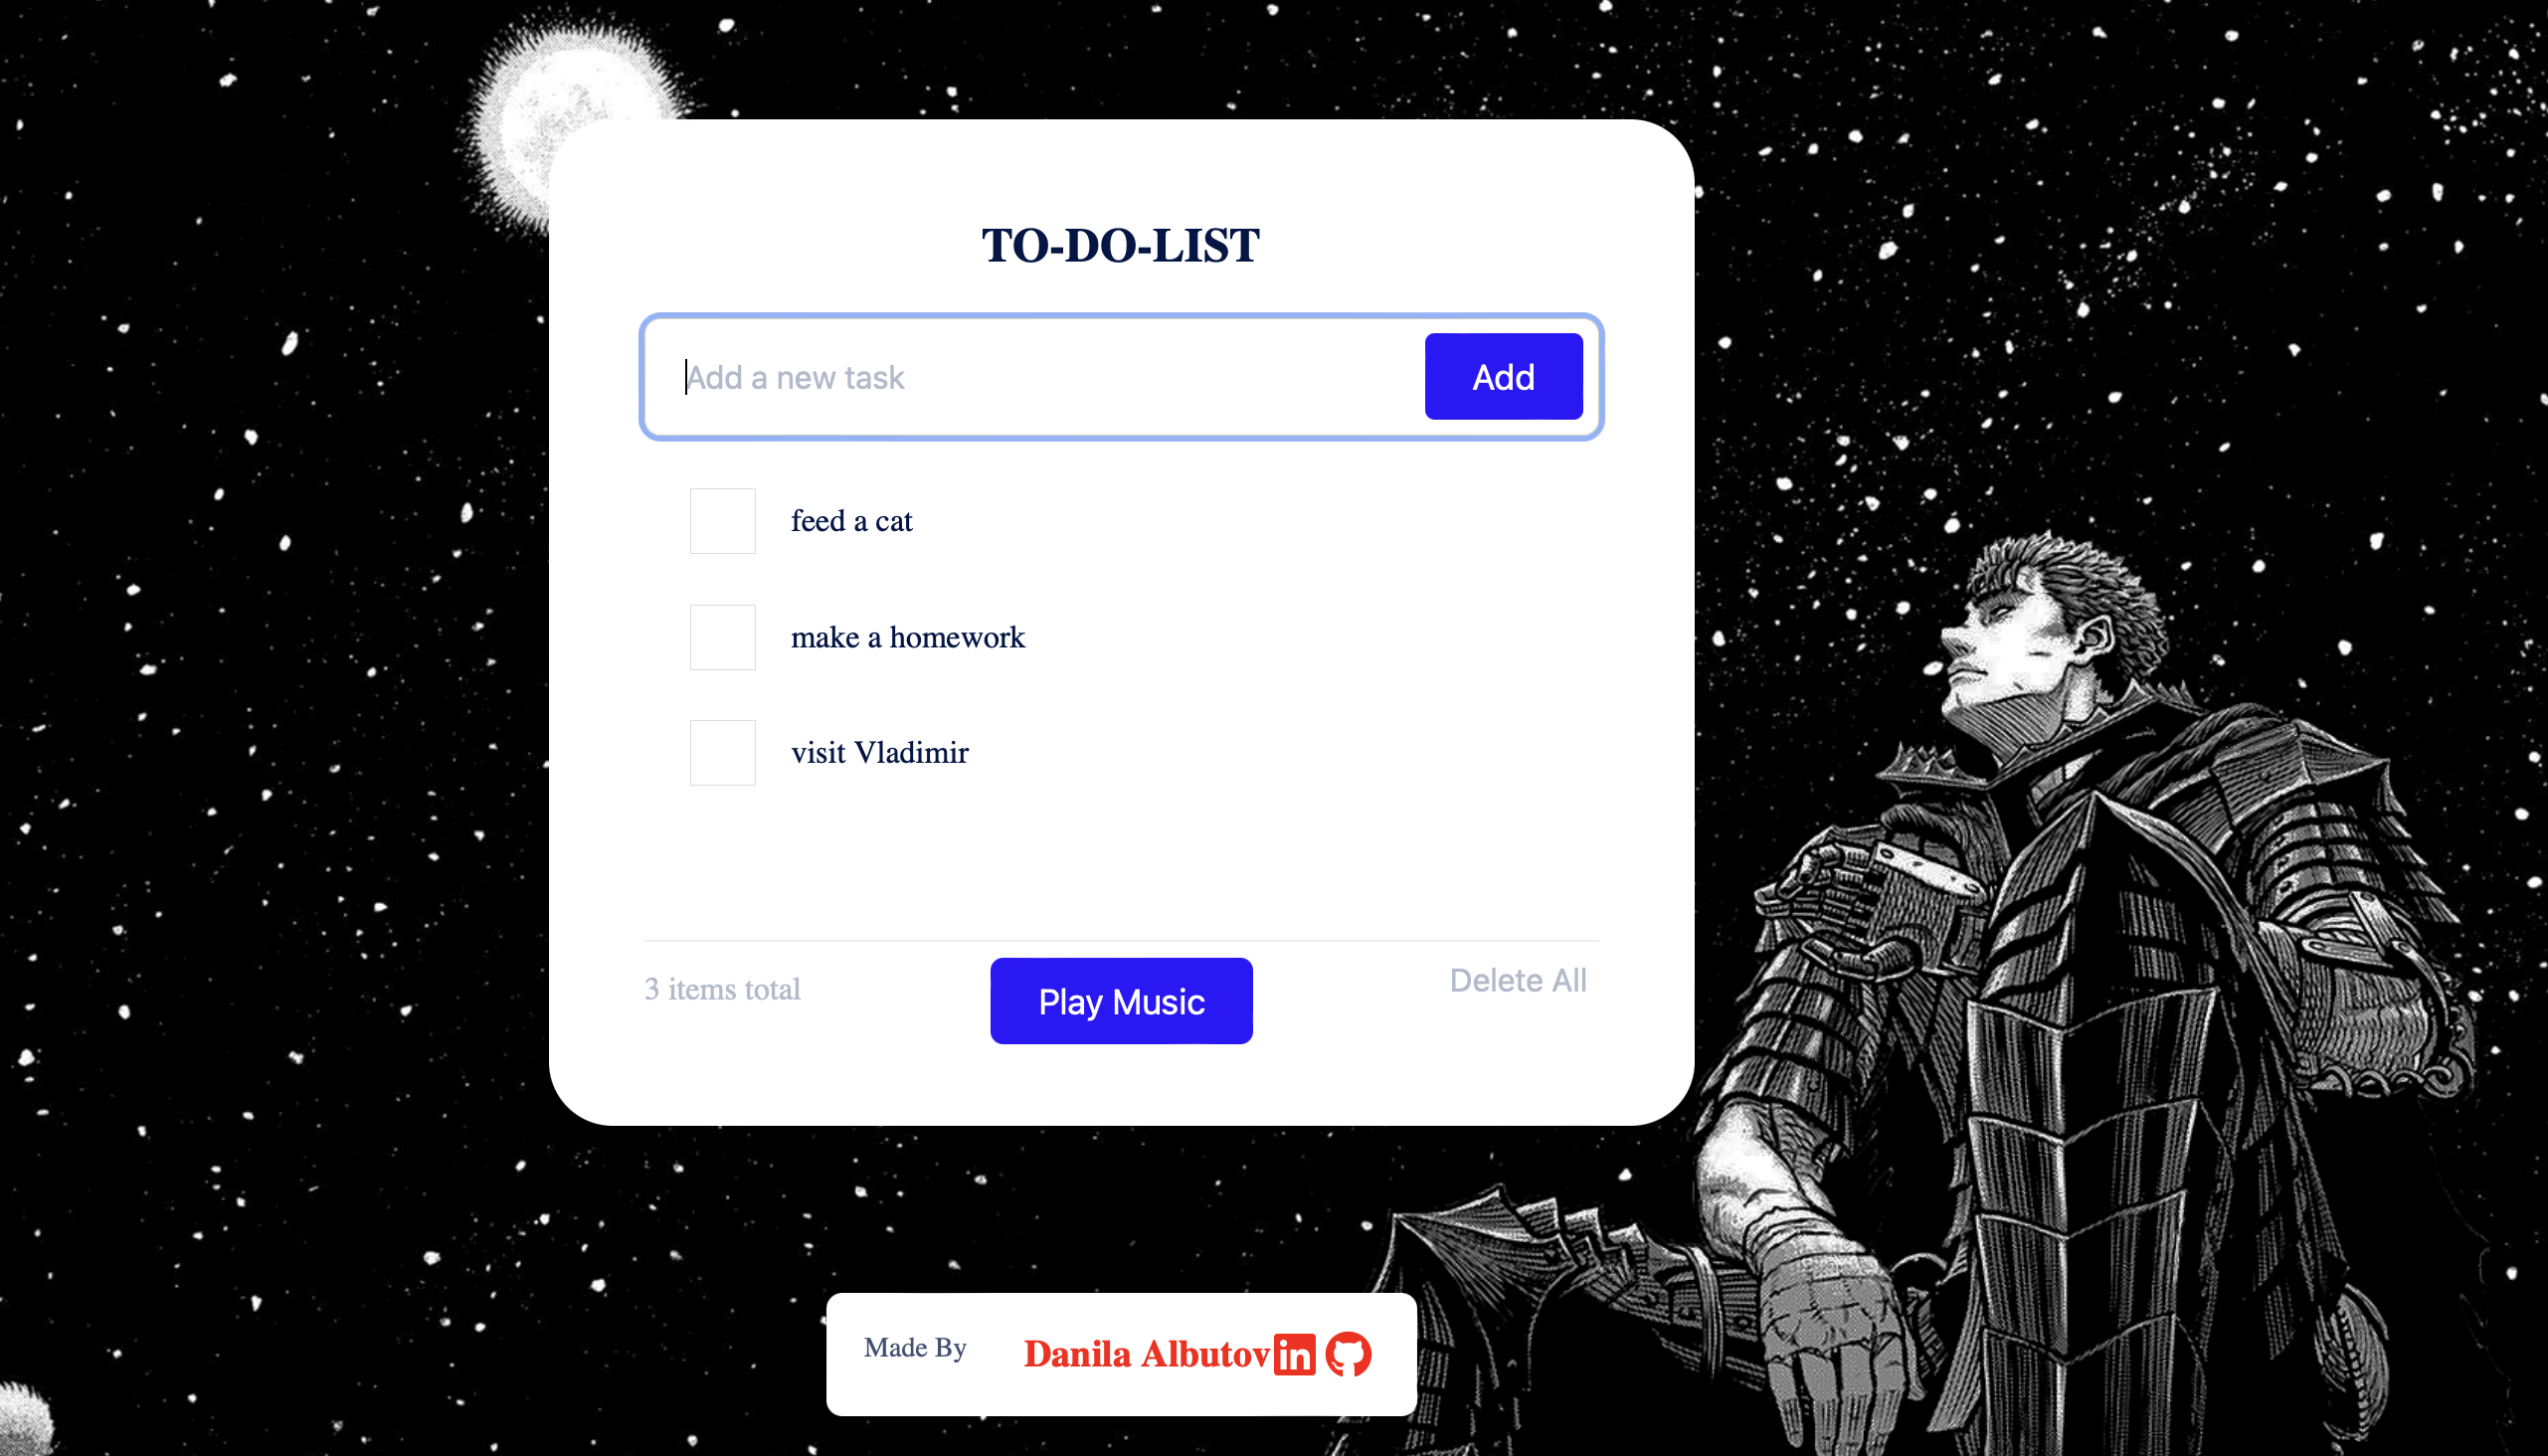 TO-DO-LIST
Add a new task
Add
feed a cat
make a homework
visit Vladimir
3 items total
Play Music
Delete All
Made By
Danila Albutov